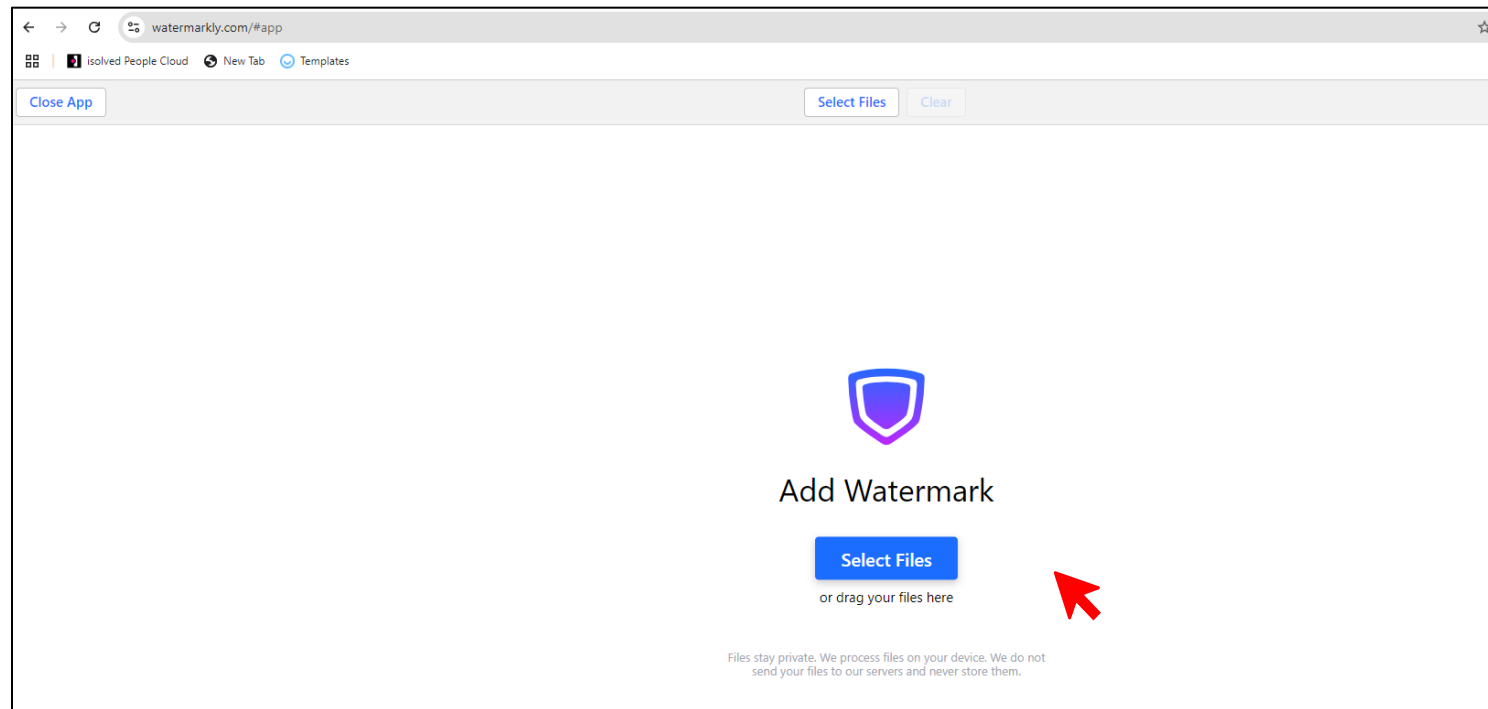 watermarkly.com/#app
isolved People Cloud New Tab Templates
Close App Select Files Clear
Add Watermark
Select Files
or drag your files here
Files stay private. We process files on your device. We do not
send your files to our servers and never store them.